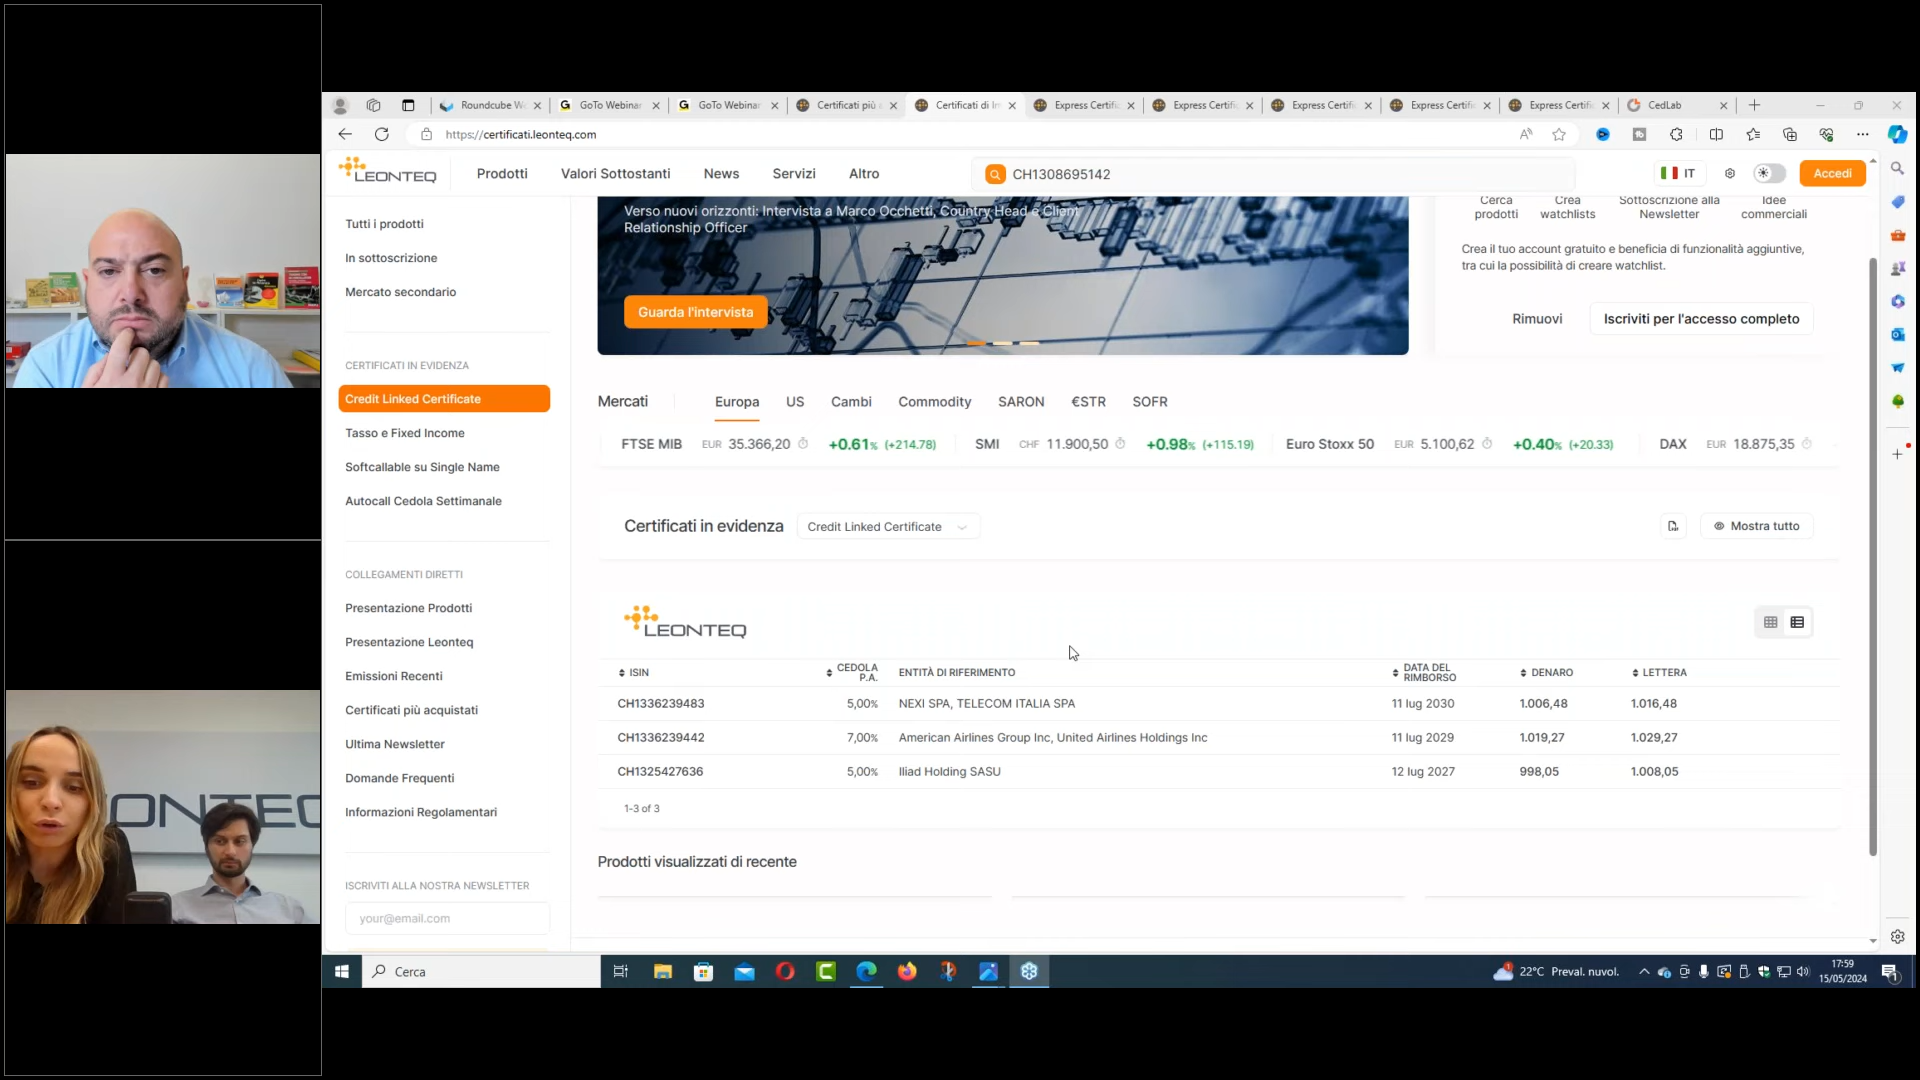 Roundcube W
GoTo Webinar
GoTo Webinar
Certificati più a
Certificati di In
Express Certific
Express Certific
Express Certific
Express Certific
Express Certific
CedLab
https://certificati.leonteq.com
LEONTEQ
Prodotti
Valori Sottostanti
News
Servizi
Altro
CH1308695142
IT
Accedi
Tutti i prodotti
In sottoscrizione
Mercato secondario
CERTIFICATI IN EVIDENZA
Credit Linked Certificate
Tasso e Fixed Income
Softcallable su Single Name
Autocall Cedola Settimanale
COLLEGAMENTI DIRETTI
Presentazione Prodotti
Presentazione Leonteq
Emissioni Recenti
Certificati più acquistati
Ultima Newsletter
Domande Frequenti
Informazioni Regolamentari
ISCRIVITI ALLA NOSTRA NEWSLETTER
your@email.com
Verso nuovi orizzonti: Intervista a Marco Occhetti, Country Head e Client
Relationship Officer
Guarda l'intervista
Cerca
prodotti
Crea
watchlists
Sottoscrizione alla
Newsletter
Idee
commerciali
Crea il tuo account gratuito e beneficia di funzionalità aggiuntive,
tra cui la possibilità di creare watchlist.
Rimuovi
Iscriviti per l'accesso completo
Mercati
Europa
US
Cambi
Commodity
SARON
€STR
SOFR
FTSE MIB EUR 35.366,20 +0.61% (+214.78)
SMI CHF 11.900,50 +0.98% (+115.19)
Euro Stoxx 50 EUR 5.100,62 +0.40% (+20.33)
DAX EUR 18.875,35
Certificati in evidenza
Credit Linked Certificate
Mostra tutto
LEONTEQ
ISIN
CEDOLA
P.A.
ENTITÀ DI RIFERIMENTO
DATA DEL
RIMBORSO
DENARO
LETTERA
CH1336239483 5,00% NEXI SPA, TELECOM ITALIA SPA 11 lug 2030 1.006,48 1.016,48
CH1336239442 7,00% American Airlines Group Inc, United Airlines Holdings Inc 11 lug 2029 1.019,27 1.029,27
CH1325427636 5,00% Iliad Holding SASU 12 lug 2027 998,05 1.008,05
1-3 of 3
Prodotti visualizzati di recente
Cerca
22°C Preval. nuvol.
17:59
15/05/2024